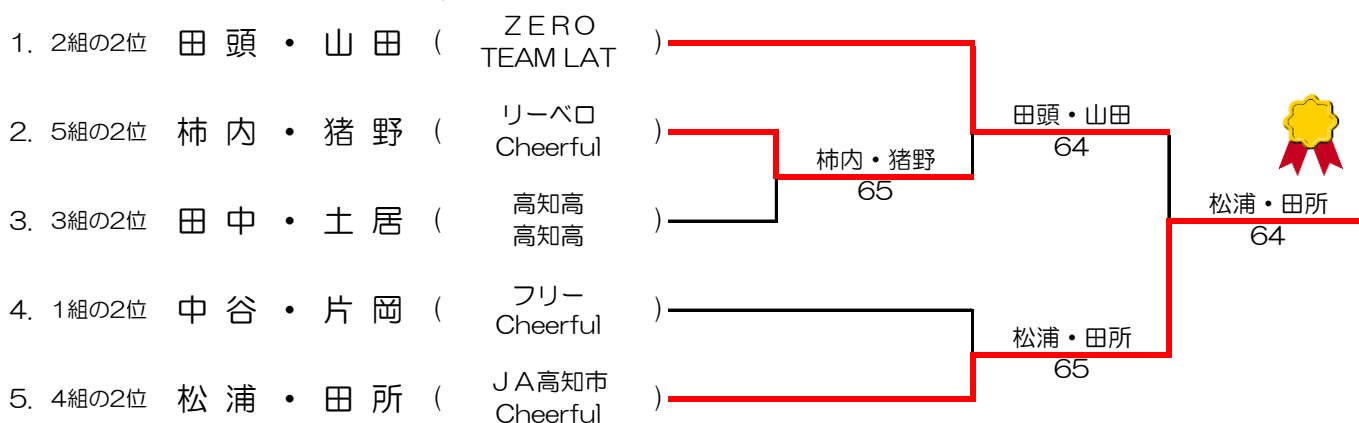 1. 2組の2位 田頭・山田 ( ZERO
TEAM LAT )
2. 5組の2位 柿内・猪野 ( リーベロ
Cheerful )
3. 3組の2位 田中・土居 ( 高知高
高知高 )
4. 1組の2位 中谷・片岡 ( フリー
Cheerful )
5. 4組の2位 松浦・田所 ( JA高知市
Cheerful )
柿内・猪野
65
田頭・山田
64
松浦・田所
65
松浦・田所
64